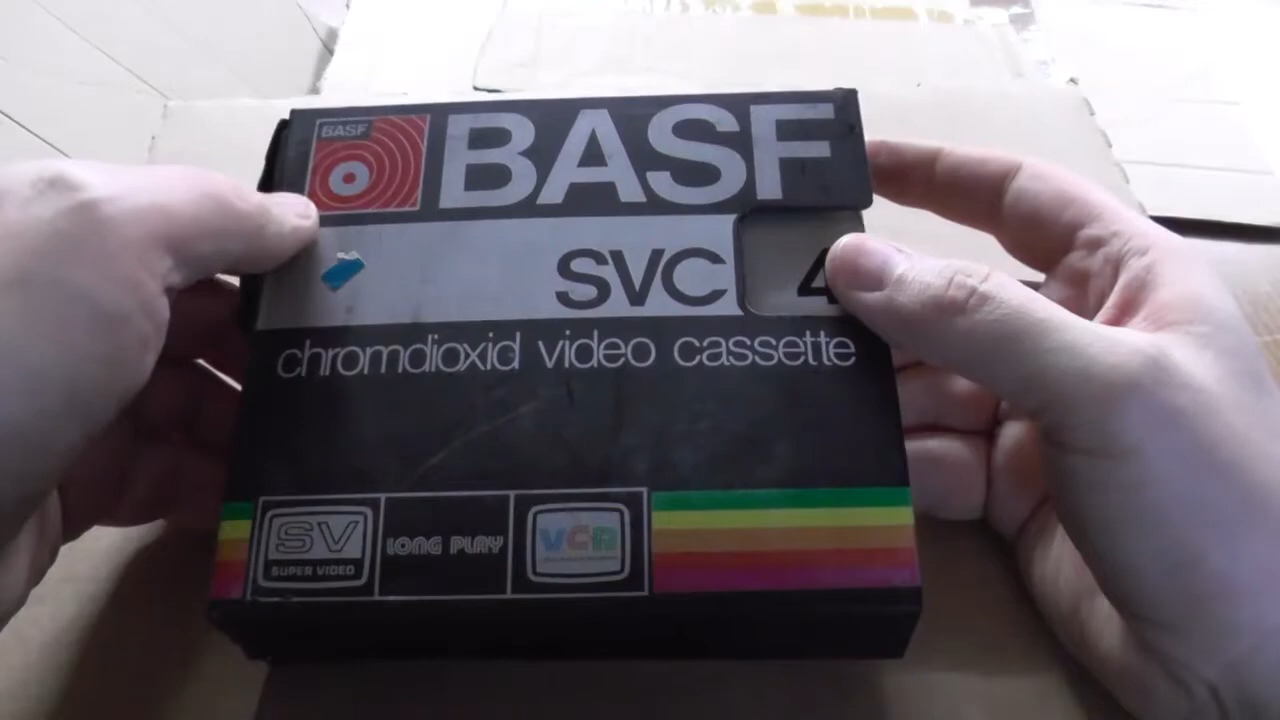 BASF
BASF
SVC 4
chromdioxid video cassette
SV
SUPER VIDEO
LONG PLAY
VCR